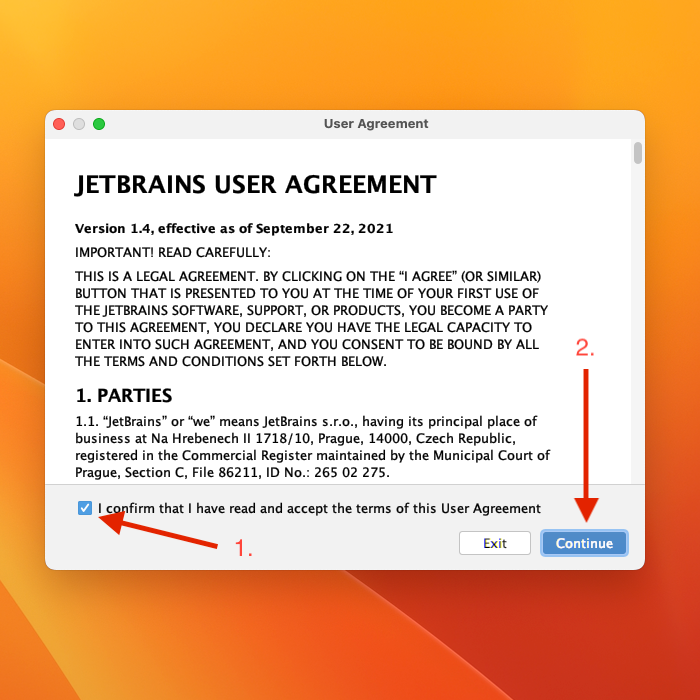 User Agreement
JETBRAINS USER AGREEMENT
Version 1.4, effective as of September 22, 2021
IMPORTANT! READ CAREFULLY:
THIS IS A LEGAL AGREEMENT. BY CLICKING ON THE “I AGREE” (OR SIMILAR)
BUTTON THAT IS PRESENTED TO YOU AT THE TIME OF YOUR FIRST USE OF
THE JETBRAINS SOFTWARE, SUPPORT, OR PRODUCTS, YOU BECOME A PARTY
TO THIS AGREEMENT, YOU DECLARE YOU HAVE THE LEGAL CAPACITY TO
ENTER INTO SUCH AGREEMENT, AND YOU CONSENT TO BE BOUND BY ALL
THE TERMS AND CONDITIONS SET FORTH BELOW.
2.
1. PARTIES
1.1. “JetBrains” or “we” means JetBrains s.r.o., having its principal place of
business at Na Hrebenech II 1718/10, Prague, 14000, Czech Republic,
registered in the Commercial Register maintained by the Municipal Court of
Prague, Section C, File 86211, ID No.: 265 02 275.
I confirm that I have read and accept the terms of this User Agreement
1.
Exit
Continue